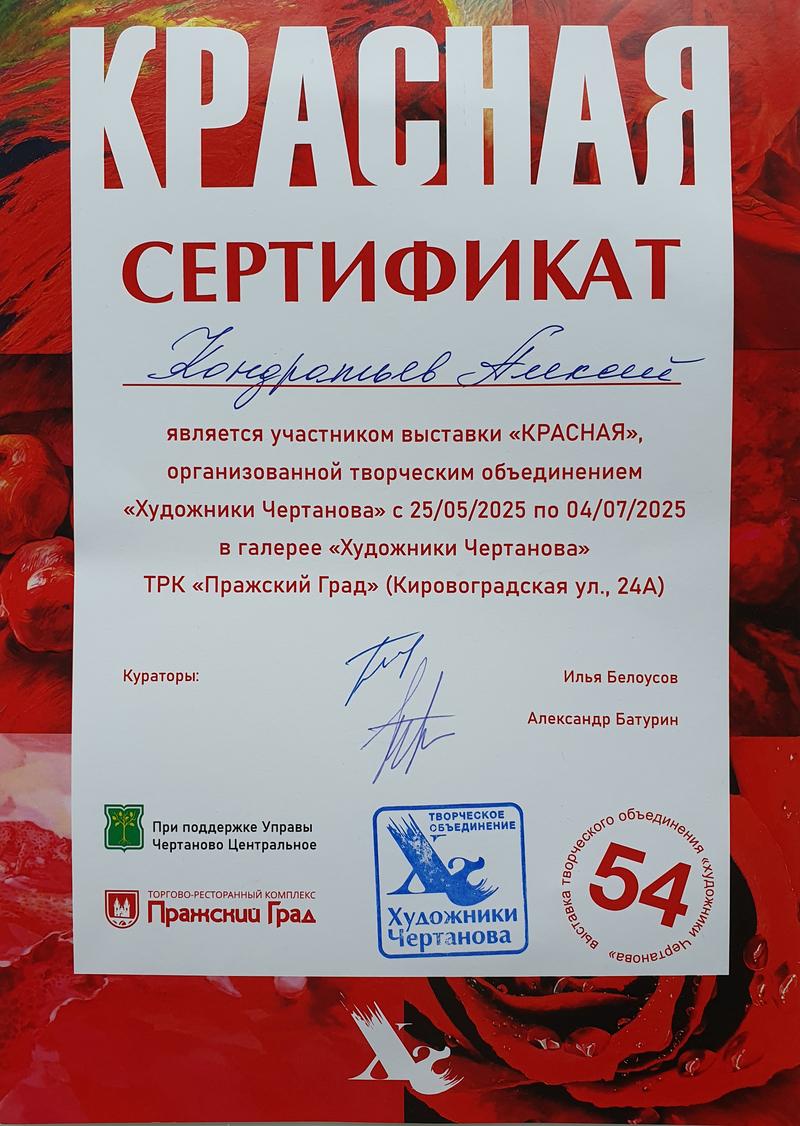 КРАСНАЯ
СЕРТИФИКАТ
Кондратьев Алексей
является участником выставки «КРАСНАЯ»,
организованной творческим объединением
«Художники Чертанова» с 25/05/2025 по 04/07/2025
в галерее «Художники Чертанова»
ТРК «Пражский Град» (Кировоградская ул., 24А)
Кураторы:
Илья Белоусов
Александр Батурин
При поддержке Управы
Чертаново Центральное
ТОРГОВО-РЕСТОРАННЫЙ КОМПЛЕКС
Пражский Град
ТВОРЧЕСКОЕ
ОБЪЕДИНЕНИЕ
Хч
Художники
Чертанова
выставка творческого объединения «Художники Чертанова»
54
Хч